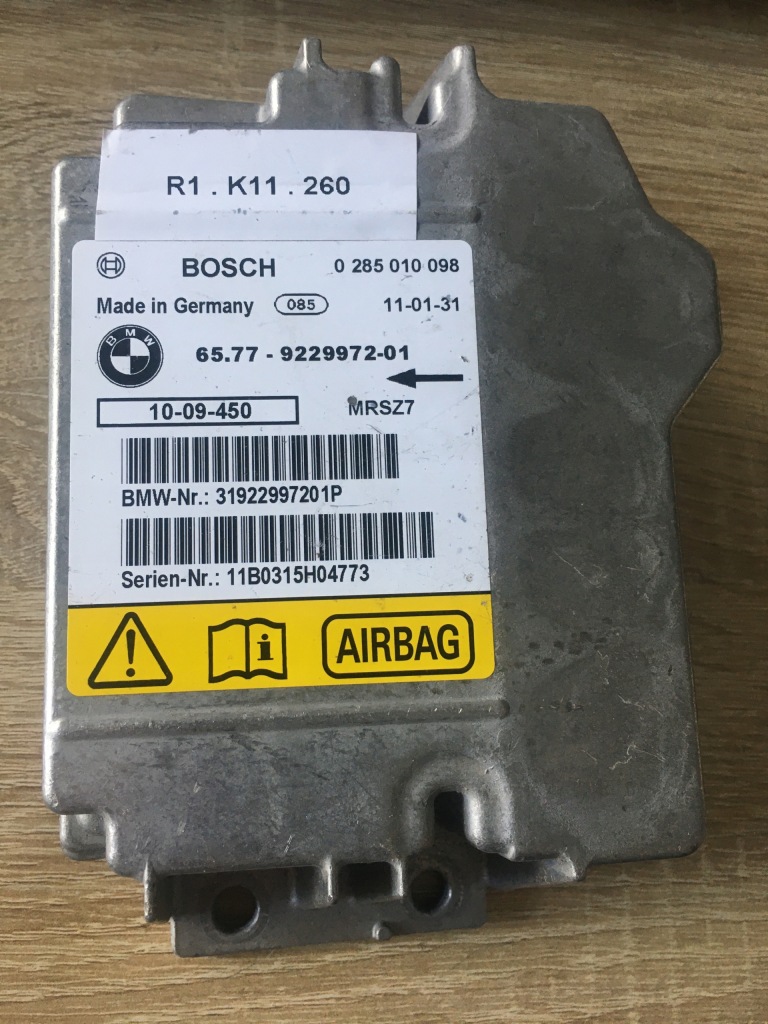 R1 . K11 . 260
BOSCH 0 285 010 098
Made in Germany 085 11-01-31
BMW 65.77 - 9229972-01
10-09-450 MRSZ7
BMW-Nr.: 31922997201P
Serien-Nr.: 11B0315H04773
i AIRBAG